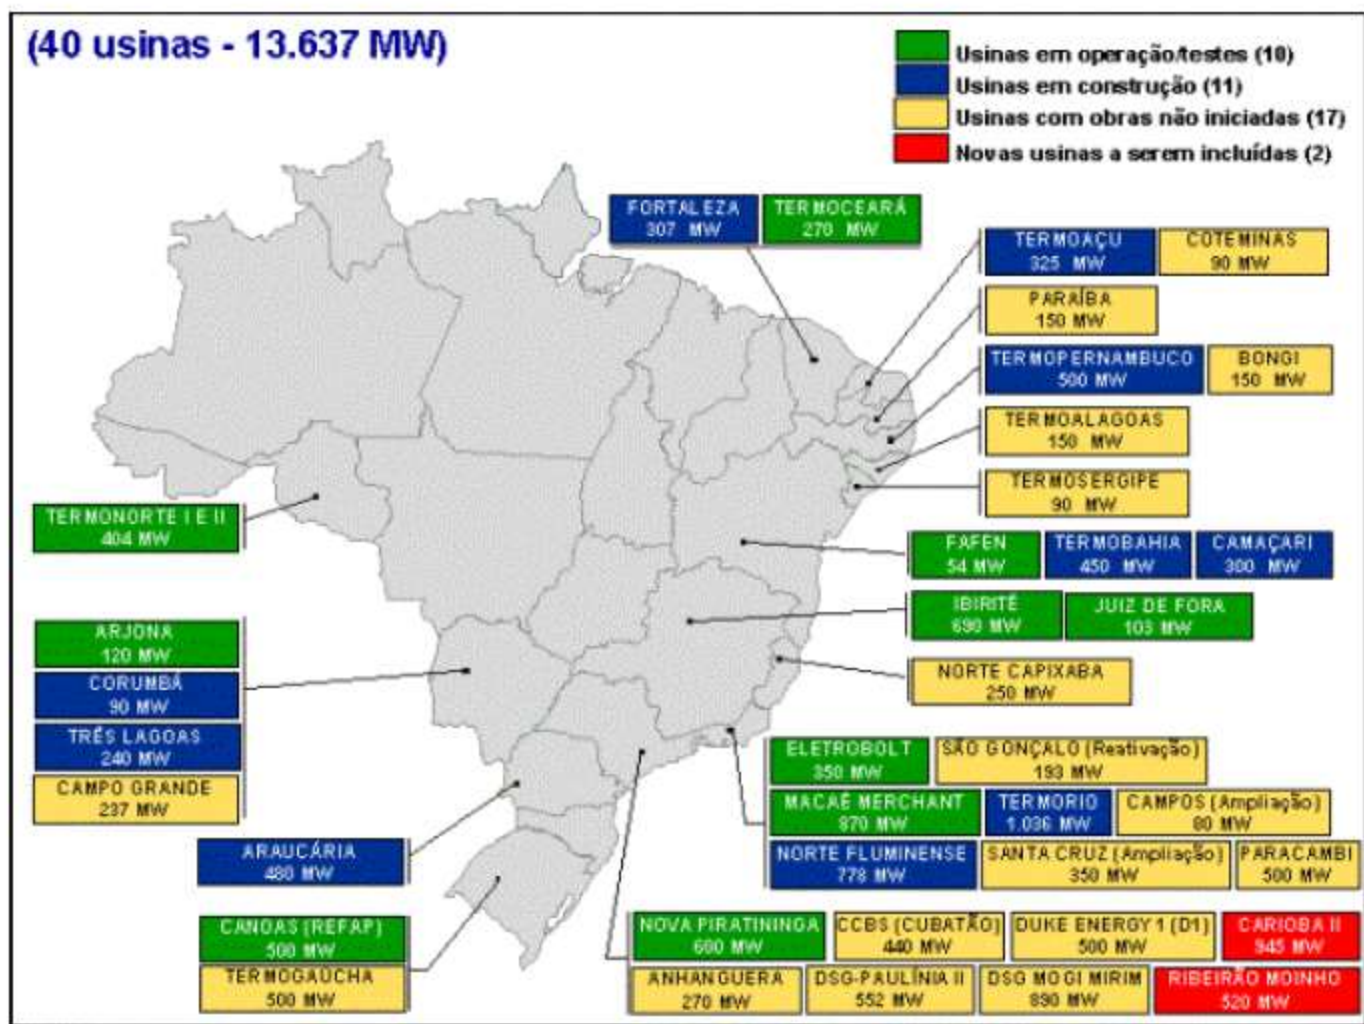 (40 usinas - 13.637 MW)
Usinas em operação/testes (10)
Usinas em construção (11)
Usinas com obras não iniciadas (17)
Novas usinas a serem incluídas (2)
FORTALEZA
307 MW
TERMOCEARÁ
270 MW
TERMOAÇU
325 MW
COTEMINAS
90 MW
PARAÍBA
150 MW
TERMOPERNAMBUCO
500 MW
BONGI
150 MW
TERMOALAGOAS
150 MW
TERMOSERGIPE
90 MW
TERMONORTE I E II
404 MW
FAFEN
54 MW
TERMOBAHIA
450 MW
CAMAÇARI
300 MW
IBIRITÉ
690 MW
JUIZ DE FORA
103 MW
NORTE CAPIXABA
250 MW
ARJONA
120 MW
CORUMBÁ
90 MW
TRÊS LAGOAS
240 MW
CAMPO GRANDE
237 MW
ELETROBOLT
350 MW
SÃO GONÇALO (Reativação)
193 MW
MACAÉ MERCHANT
870 MW
TERMORIO
1.036 MW
CAMPOS (Ampliação)
80 MW
NORTE FLUMINENSE
778 MW
SANTA CRUZ (Ampliação)
350 MW
PARACAMBI
500 MW
ARAUCÁRIA
480 MW
CANOAS (REFAP)
500 MW
TERMOGAÚCHA
500 MW
NOVA PIRATININGA
600 MW
CCBS (CUBATÃO)
440 MW
DUKE ENERGY 1 (D1)
500 MW
CARIOBA II
945 MW
ANHANGUERA
270 MW
DSG-PAULÍNIA II
552 MW
DSG MOGI MIRIM
890 MW
RIBEIRÃO MOINHO
520 MW